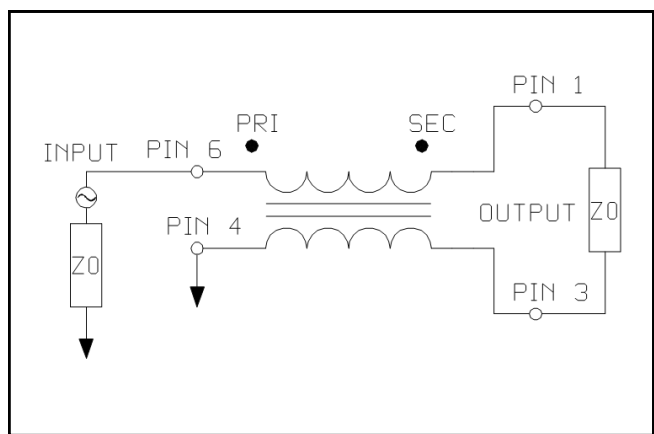 PIN 1
PRI
SEC
INPUT
PIN 6
PIN 4
OUTPUT
Z0
Z0
PIN 3